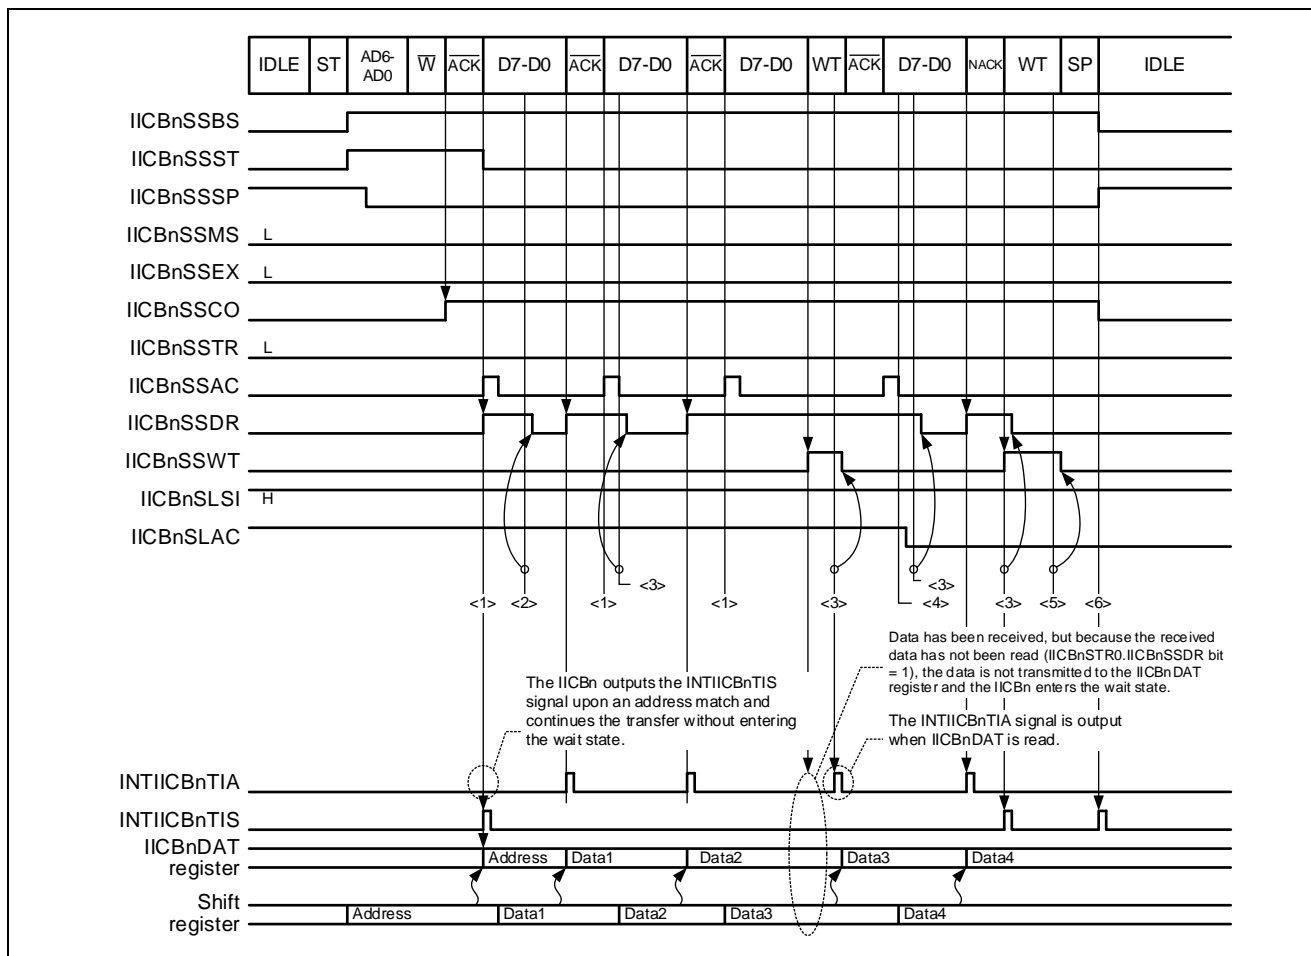 IDLE ST AD6-AD0 W ACK D7-D0 ACK D7-D0 ACK D7-D0 WT ACK D7-D0 NACK WT SP IDLE
IICBnSSBS
IICBnSSST
IICBnSSSP
IICBnSSMS L
IICBnSSEX L
IICBnSSCO
IICBnSSTR L
IICBnSSAC
IICBnSSDR
IICBnSSWT
IICBnSLSI H
IICBnSLAC
<3> <3>
<1> <2> <1> <1> <3> <4> <3> <5> <6>
Data has been received, but because the received
data has not been read (IICBnSTR0.IICBnSSDR bit
= 1), the data is not transmitted to the IICBnDAT
register and the IICBn enters the wait state.
The IICBn outputs the INTIICBnTIS
signal upon an address match and
continues the transfer without entering
the wait state.
The INTIICBnTIA signal is output
when IICBnDAT is read.
INTIICBnTIA
INTIICBnTIS
IICBnDAT
register
Address Data1 Data2 Data3 Data4
Shift
register
Address Data1 Data2 Data3 Data4